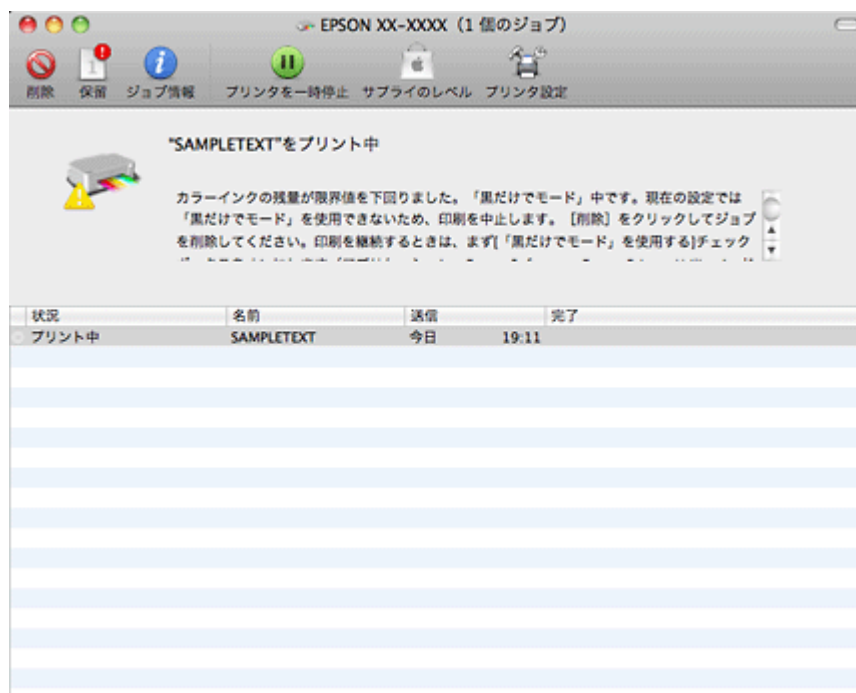 EPSON XX-XXXX（1 個のジョブ）
削除 保留 ジョブ情報 プリンタを一時停止 サプライのレベル プリンタ設定
"SAMPLETEXT"をプリント中
カラーインクの残量が限界値を下回りました。「黒だけでモード」中です。現在の設定では
「黒だけでモード」を使用できないため、印刷を中止します。［削除］をクリックしてジョブ
を削除してください。印刷を継続するときは、まず[「黒だけでモード」を使用する]チェック
状況 名前 送信 完了
プリント中 SAMPLETEXT 今日 19:11